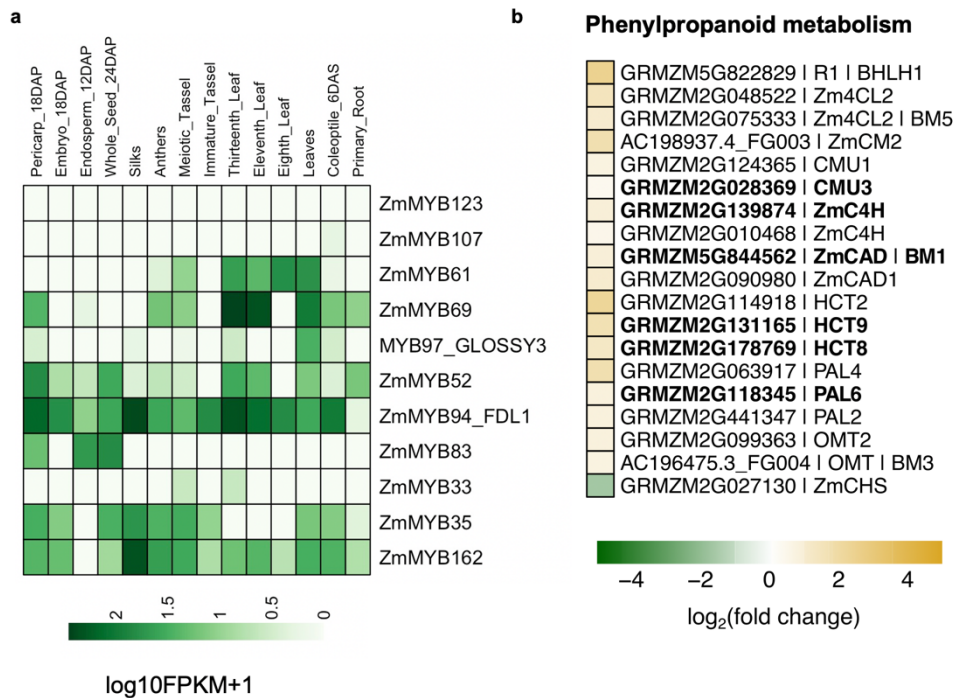 a
Pericarp_18DAP
Embryo_18DAP
Endosperm_12DAP
Whole_Seed_24DAP
Silks
Anthers
Meiotic_Tassel
Immature_Tassel
Thirteenth_Leaf
Eleventh_Leaf
Eighth_Leaf
Leaves
Coleoptile_6DAS
Primary_Root
ZmMYB123
ZmMYB107
ZmMYB61
ZmMYB69
MYB97_GLOSSY3
ZmMYB52
ZmMYB94_FDL1
ZmMYB83
ZmMYB33
ZmMYB35
ZmMYB162
2
1.5
1
0.5
0
log10FPKM+1
b
Phenylpropanoid metabolism
GRMZM5G822829 | R1 | BHLH1
GRMZM2G048522 | Zm4CL2
GRMZM2G075333 | Zm4CL2 | BM5
AC198937.4_FG003 | ZmCM2
GRMZM2G124365 | CMU1
GRMZM2G028369 | CMU3
GRMZM2G139874 | ZmC4H
GRMZM2G010468 | ZmC4H
GRMZM5G844562 | ZmCAD | BM1
GRMZM2G090980 | ZmCAD1
GRMZM2G114918 | HCT2
GRMZM2G131165 | HCT9
GRMZM2G178769 | HCT8
GRMZM2G063917 | PAL4
GRMZM2G118345 | PAL6
GRMZM2G441347 | PAL2
GRMZM2G099363 | OMT2
AC196475.3_FG004 | OMT | BM3
GRMZM2G027130 | ZmCHS
−4 −2 0 2 4
log₂(fold change)